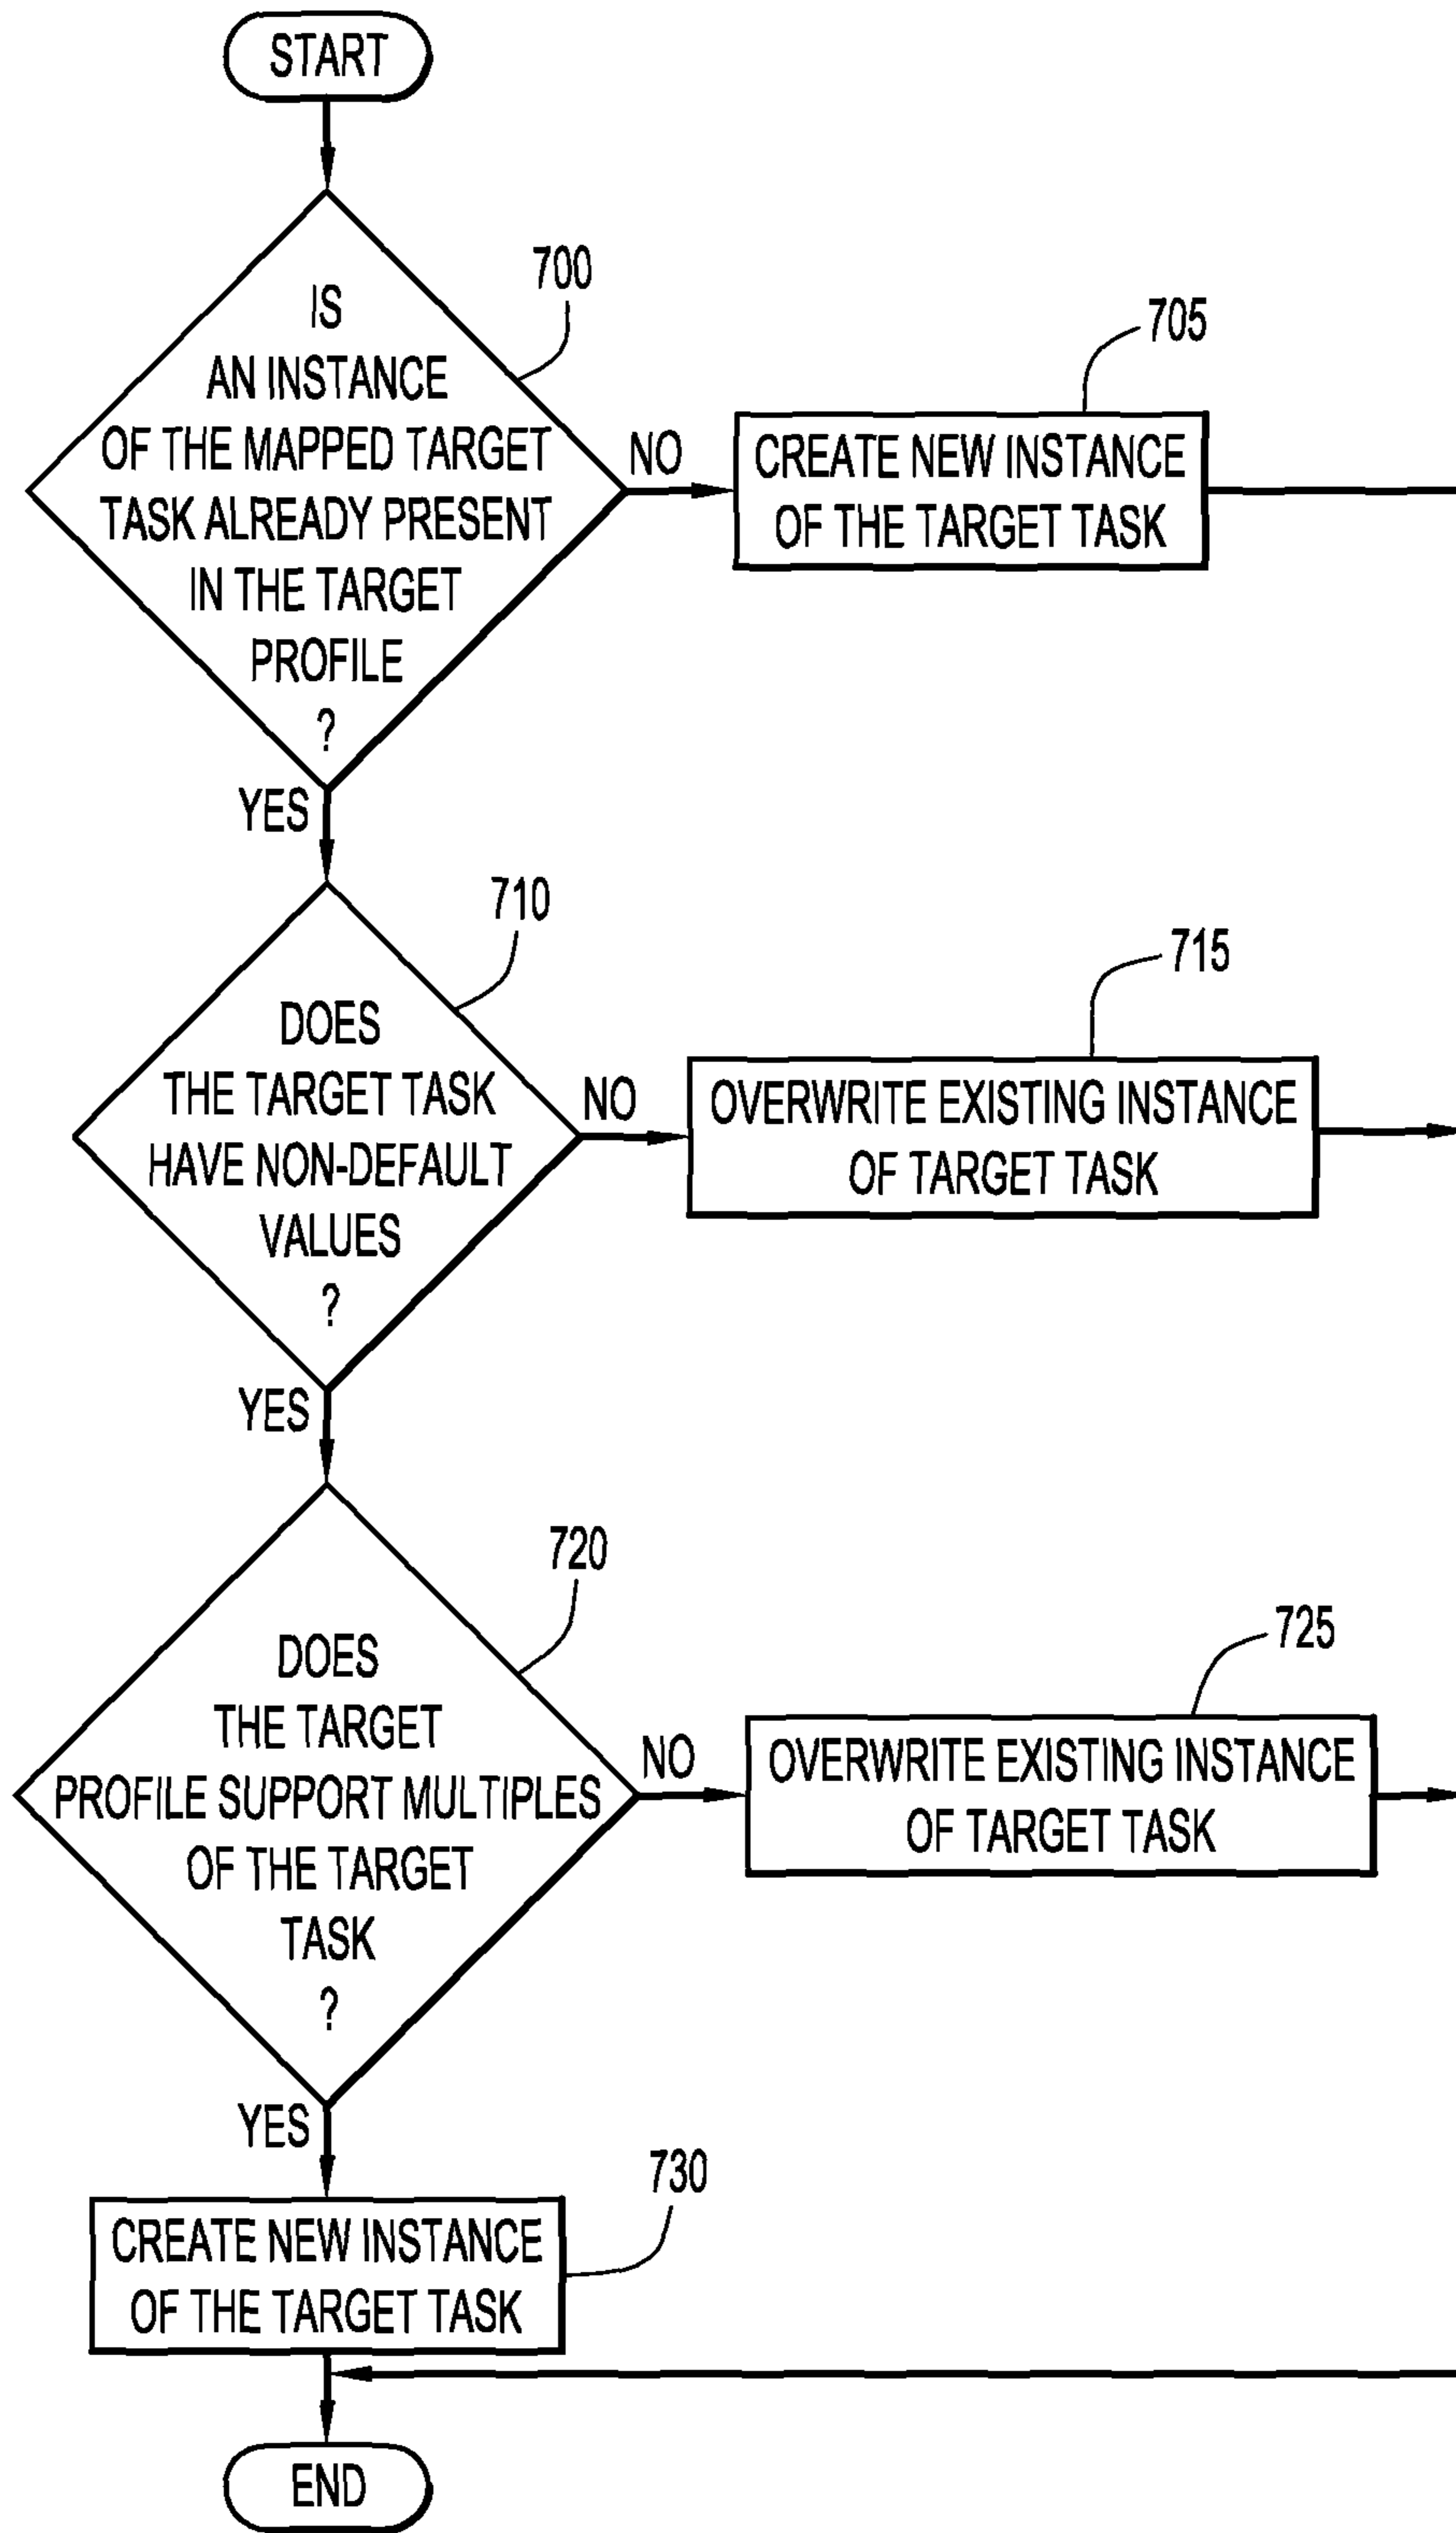 START
700
IS
AN INSTANCE
OF THE MAPPED TARGET
TASK ALREADY PRESENT
IN THE TARGET
PROFILE
?
NO
705
CREATE NEW INSTANCE
OF THE TARGET TASK
YES
710
DOES
THE TARGET TASK
HAVE NON-DEFAULT
VALUES
?
NO
715
OVERWRITE EXISTING INSTANCE
OF TARGET TASK
YES
720
DOES
THE TARGET
PROFILE SUPPORT MULTIPLES
OF THE TARGET
TASK
?
NO
725
OVERWRITE EXISTING INSTANCE
OF TARGET TASK
YES
730
CREATE NEW INSTANCE
OF THE TARGET TASK
END